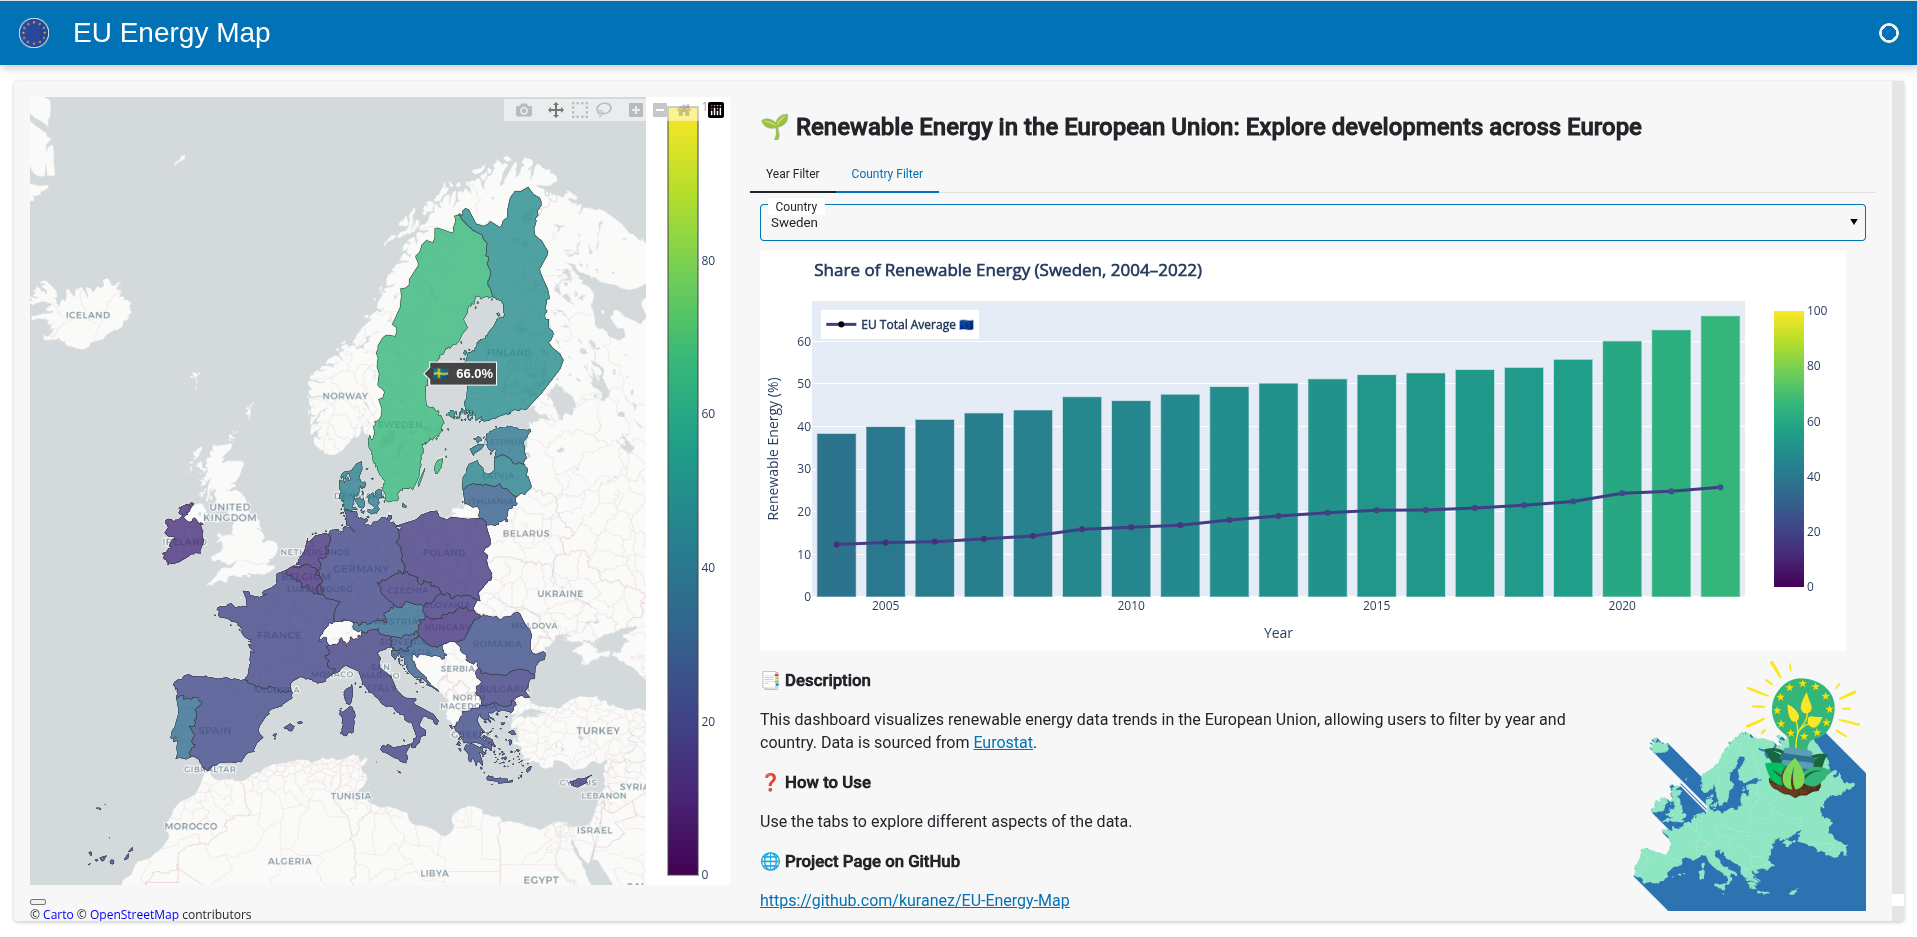 EU Energy Map
ICELAND
NORWAY
FINLAND
🇸🇪 66.0%
SWEDEN
ESTONIA
LATVIA
LITHUANIA
DENMARK
UNITED
KINGDOM
IRELAND
BELARUS
NETHERLANDS
POLAND
GERMANY
BELGIUM
LUXEMBOURG
CZECHIA
UKRAINE
SLOVAKIA
AUSTRIA
HUNGARY
MOLDOVA
FRANCE
SLOVENIA
ROMANIA
SERBIA
SAN
MARINO
MONACO
ITALY
ANDORRA
BULGARIA
NORTH
MACEDO
SPAIN
GREECE
TURKEY
GIBRALTAR
CYPRUS
SYRIA
LEBANON
TUNISIA
MOROCCO
ISRAEL
ALGERIA
LIBYA
EGYPT
80
60
40
20
0
© Carto © OpenStreetMap contributors
🌱 Renewable Energy in the European Union: Explore developments across Europe
Year Filter
Country Filter
Country
Sweden
Share of Renewable Energy (Sweden, 2004–2022)
EU Total Average 🇪🇺
Renewable Energy (%)
60
50
40
30
20
10
0
2005
2010
2015
2020
Year
100
80
60
40
20
0
📑 Description
This dashboard visualizes renewable energy data trends in the European Union, allowing users to filter by year and
country. Data is sourced from Eurostat.
❓ How to Use
Use the tabs to explore different aspects of the data.
🌐 Project Page on GitHub
https://github.com/kuranez/EU-Energy-Map